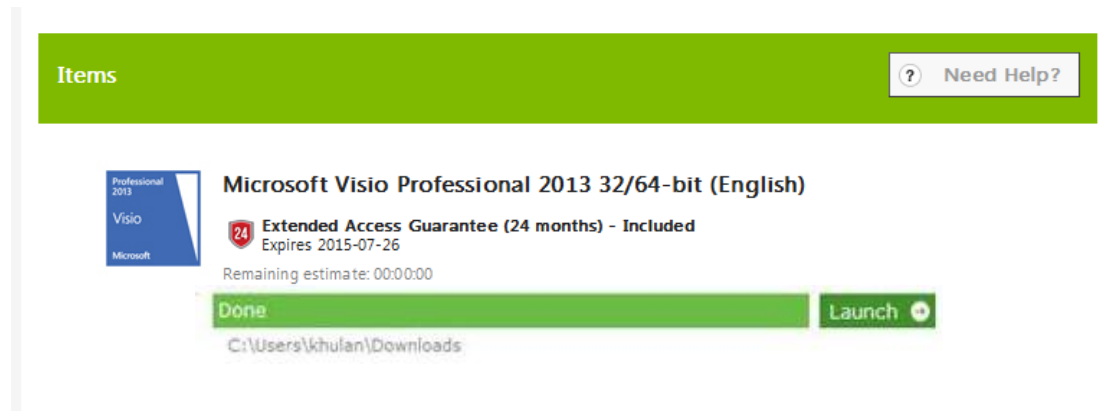 Items
? Need Help?
Professional
2013
Visio
Microsoft
Microsoft Visio Professional 2013 32/64-bit (English)
24
Extended Access Guarantee (24 months) - Included
Expires 2015-07-26
Remaining estimate: 00:00:00
Done
Launch
C:\Users\khulan\Downloads